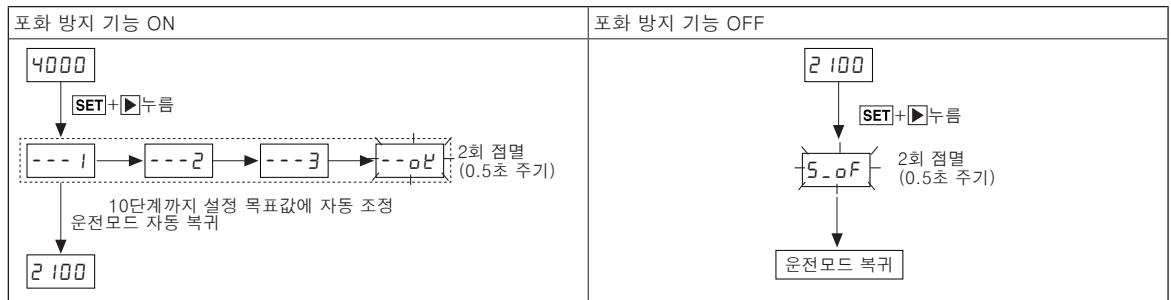 포화 방지 기능 ON
4000
SET+▶누름
---1
---2
---3
--oK
2회 점멸
(0.5초 주기)
10단계까지 설정 목표값에 자동 조정
운전모드 자동 복귀
2100
포화 방지 기능 OFF
2100
SET+▶누름
S_oF
2회 점멸
(0.5초 주기)
운전모드 복귀